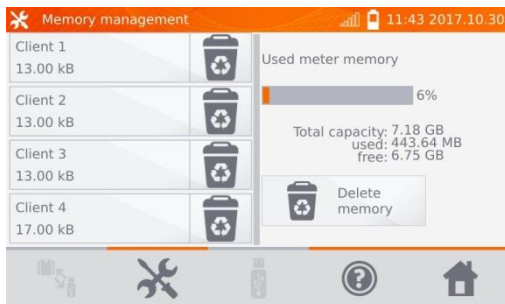 Memory management
11:43 2017.10.30
Client 1
13.00 kB
Client 2
13.00 kB
Client 3
13.00 kB
Client 4
17.00 kB
Used meter memory
6%
Total capacity: 7.18 GB
used: 443.64 MB
free: 6.75 GB
Delete
memory